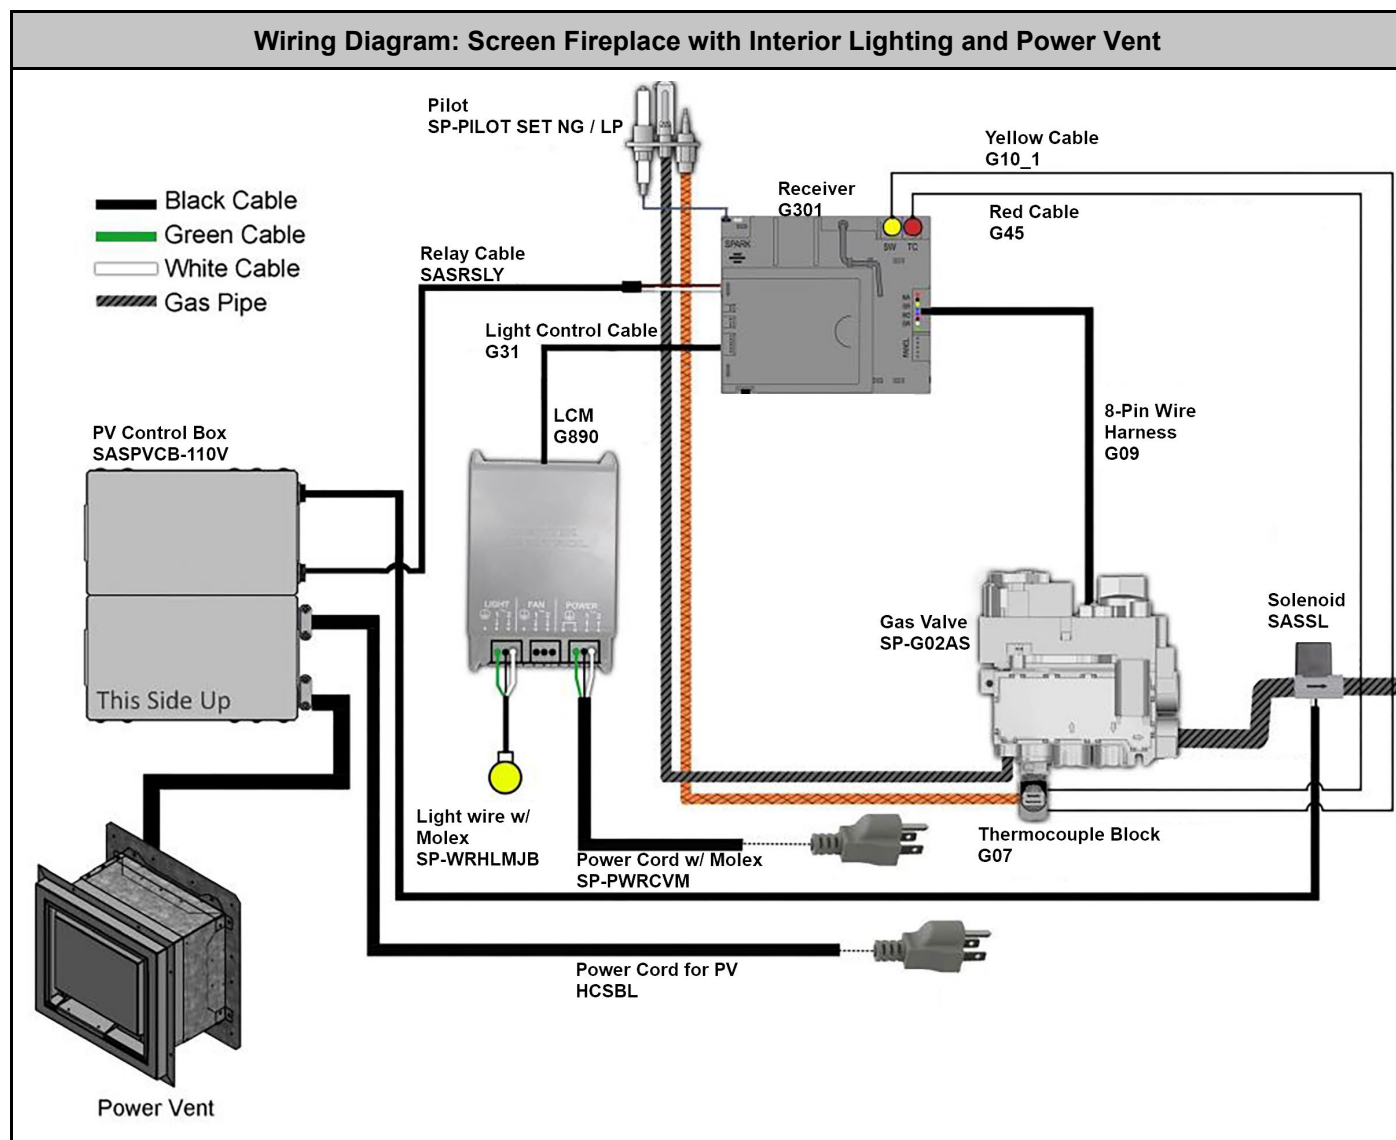 Wiring Diagram: Screen Fireplace with Interior Lighting and Power Vent
Pilot
SP-PILOT SET NG / LP
Yellow Cable
G10_1
Receiver
G301
Red Cable
G45
Black Cable
Green Cable
White Cable
Gas Pipe
SPARK
SW TC
Relay Cable
SASRSLY
Light Control Cable
G31
PANEL
LCM
G890
8-Pin Wire
Harness
G09
PV Control Box
SASPVCB-110V
LIGHT FAN POWER
Gas Valve
SP-G02AS
Solenoid
SASSL
This Side Up
Light wire w/
Molex
SP-WRHLMJB
Power Cord w/ Molex
SP-PWRCVM
Thermocouple Block
G07
Power Cord for PV
HCSBL
Power Vent